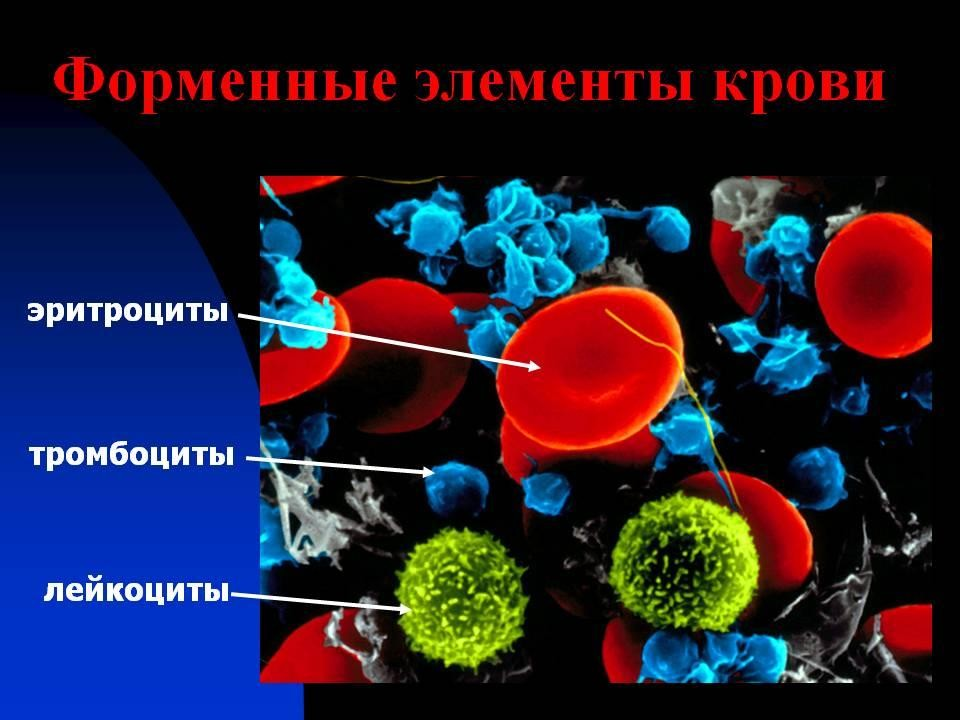 Форменные элементы крови
эритроциты
тромбоциты
лейкоциты